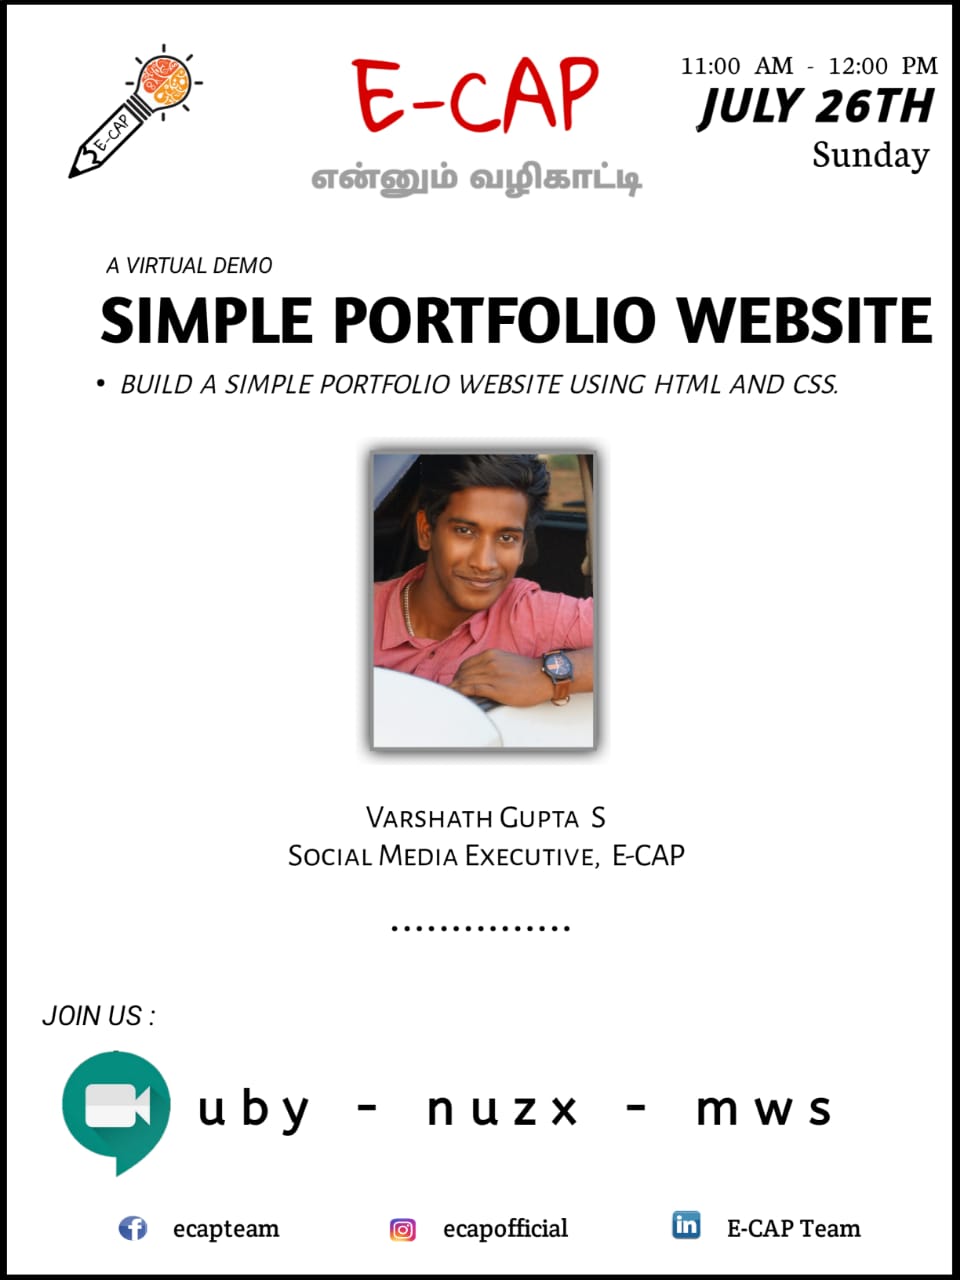 E-CAP
E-CAP
என்னும் வழிகாட்டி
11:00 AM - 12:00 PM
JULY 26TH
Sunday
A VIRTUAL DEMO
SIMPLE PORTFOLIO WEBSITE
• BUILD A SIMPLE PORTFOLIO WEBSITE USING HTML AND CSS.
VARSHATH GUPTA S
SOCIAL MEDIA EXECUTIVE, E-CAP
...............
JOIN US :
uby - nuzx - mws
ecapteam
ecapofficial
E-CAP Team